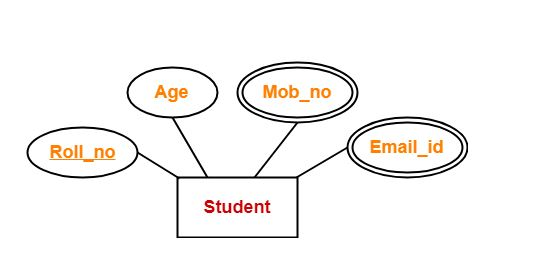 Age
Mob_no
Roll_no
Email_id
Student